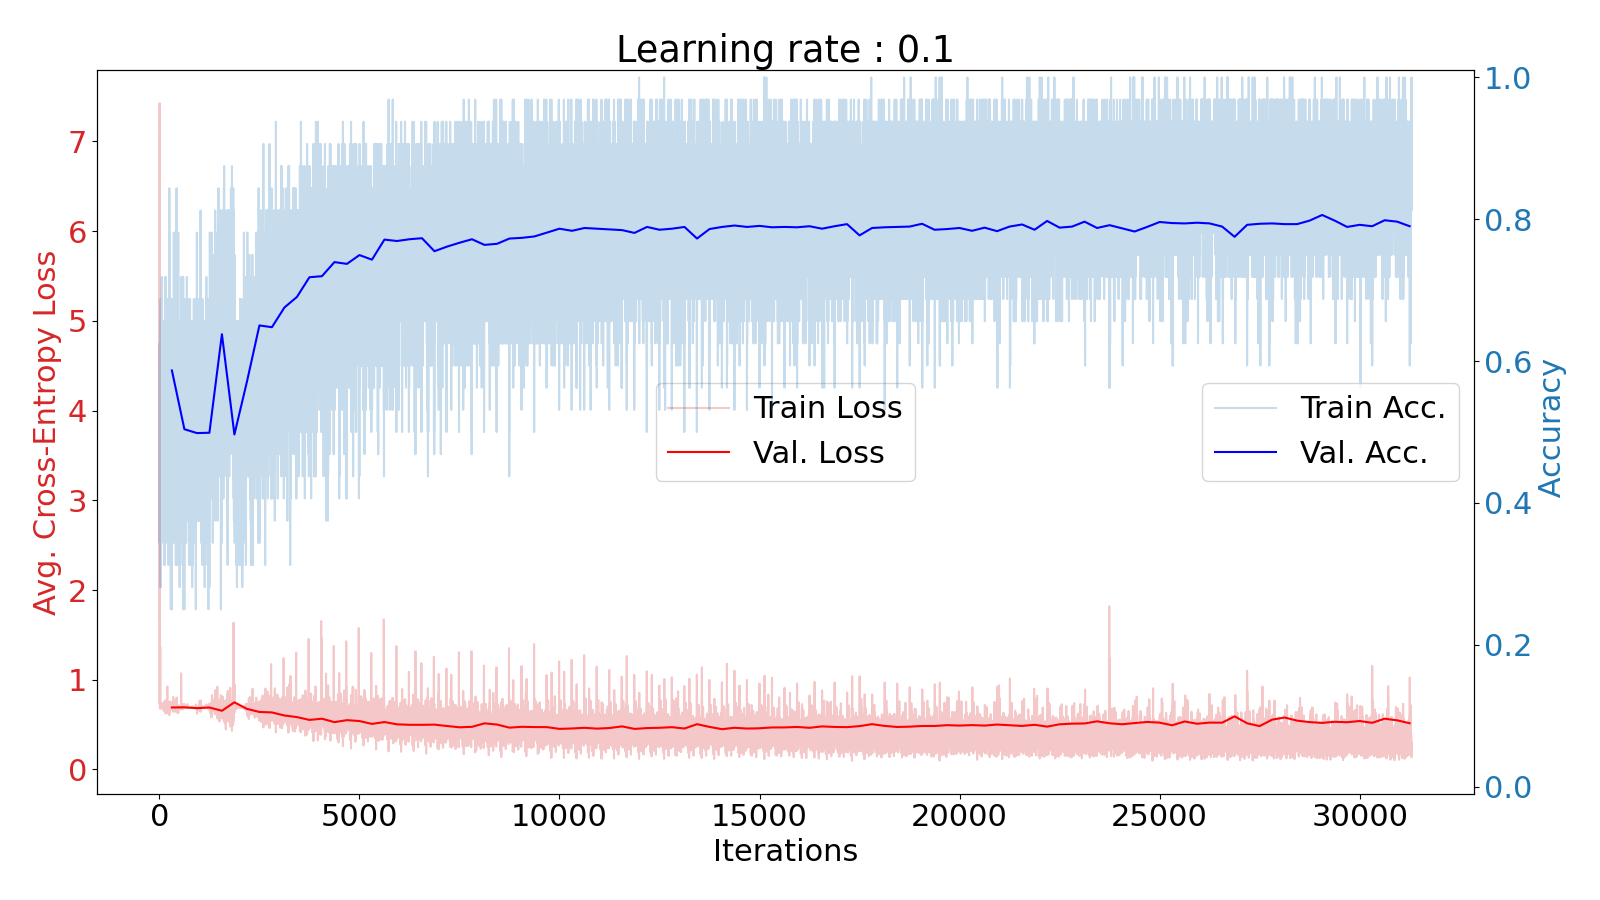 Learning rate : 0.1
Avg. Cross-Entropy Loss
7
6
5
4
3
2
1
0
Train Loss
Val. Loss
Train Acc.
Val. Acc.
1.0
0.8
0.6
0.4
0.2
0.0
Accuracy
0 5000 10000 15000 20000 25000 30000
Iterations